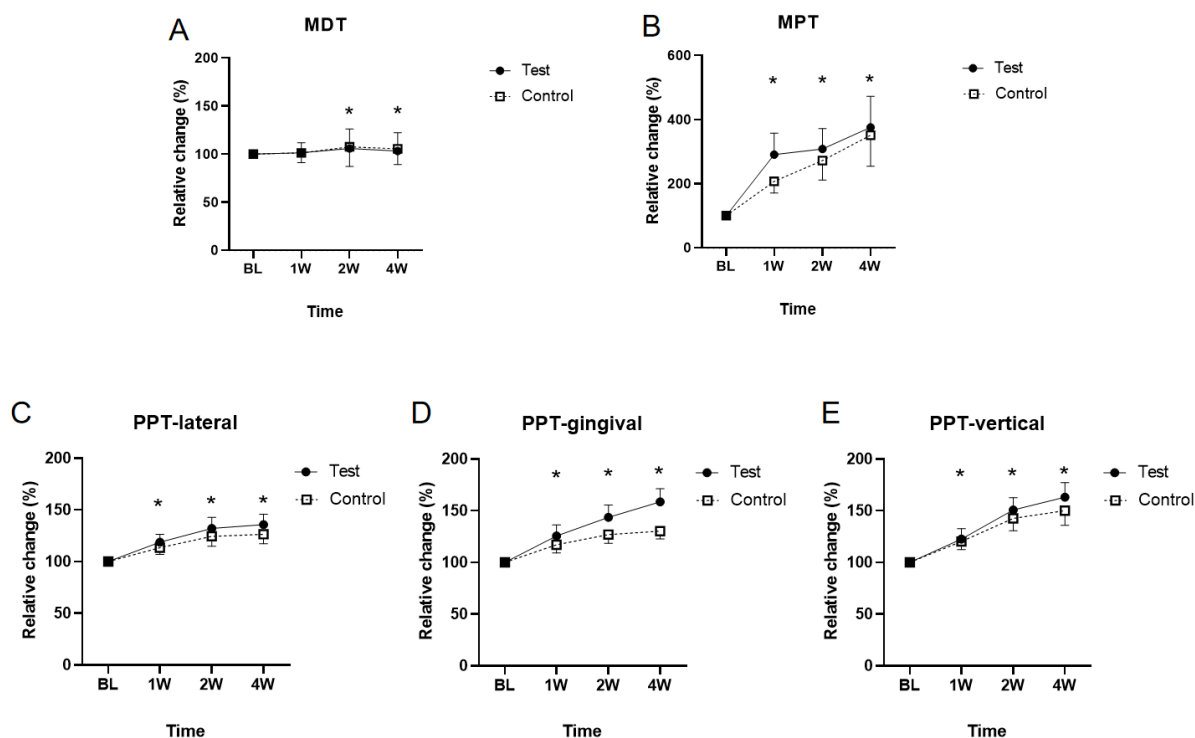 A
MDT
Relative change (%)
200
150
100
50
0
* *
BL 1W 2W 4W
Time
Test
Control
B
MPT
Relative change (%)
600
400
200
0
* * *
BL 1W 2W 4W
Time
Test
Control
C
PPT-lateral
Relative change (%)
200
150
100
50
0
* * *
BL 1W 2W 4W
Time
Test
Control
D
PPT-gingival
Relative change (%)
200
150
100
50
0
* * *
BL 1W 2W 4W
Time
Test
Control
E
PPT-vertical
Relative change (%)
200
150
100
50
0
* * *
BL 1W 2W 4W
Time
Test
Control